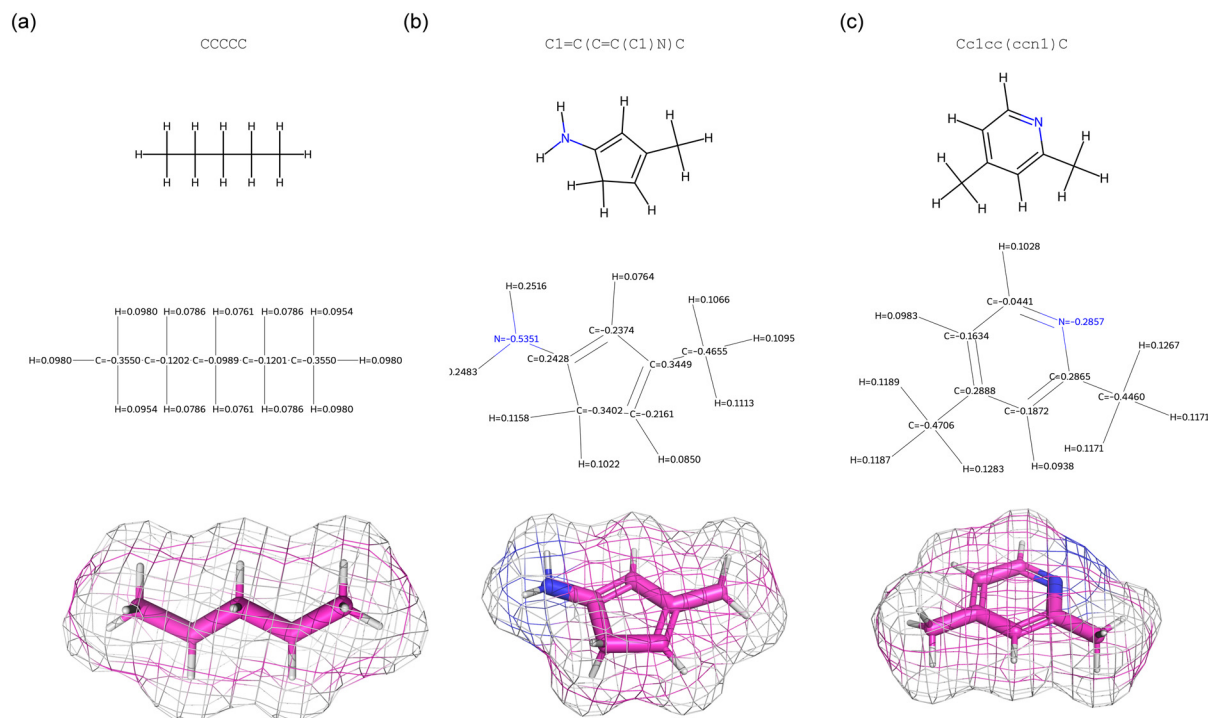 (a) (b) (c)
CCCCC C1=C(C=C(C1)N)C Cc1cc(ccn1)C
H
H H H H H
H H
H H H H H
H
H
N
H
H
H
H
H
H
H
H
H
N
H
H
H
H
H
H
H
H
H=0.0980 H=0.0786 H=0.0761 H=0.0786 H=0.0954
H=0.0980 C=-0.3550 C=-0.1202 C=-0.0989 C=-0.1201 C=-0.3550 H=0.0980
H=0.0954 H=0.0786 H=0.0761 H=0.0786 H=0.0980
H=0.0764
H=0.2516
H=0.1066
N=-0.5351
C=-0.2374
H=0.1095
C=-0.4655
0.2483
C=0.2428
C=0.3449
H=0.1113
H=0.1158
C=-0.3402
C=-0.2161
H=0.1022
H=0.0850
H=0.1028
C=-0.0441
H=0.0983
N=-0.2857
C=-0.1634
H=0.1267
H=0.1189
C=0.2865
C=0.2888
C=-0.4460
C=-0.1872
H=0.1171
C=-0.4706
H=0.1171
H=0.1187
H=0.1283
H=0.0938